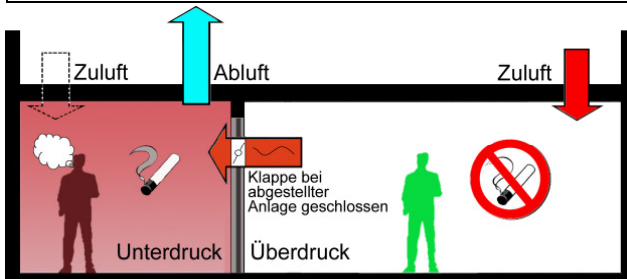 Zuluft
Abluft
Zuluft
Klappe bei
abgestellter
Anlage geschlossen
Unterdruck
Überdruck